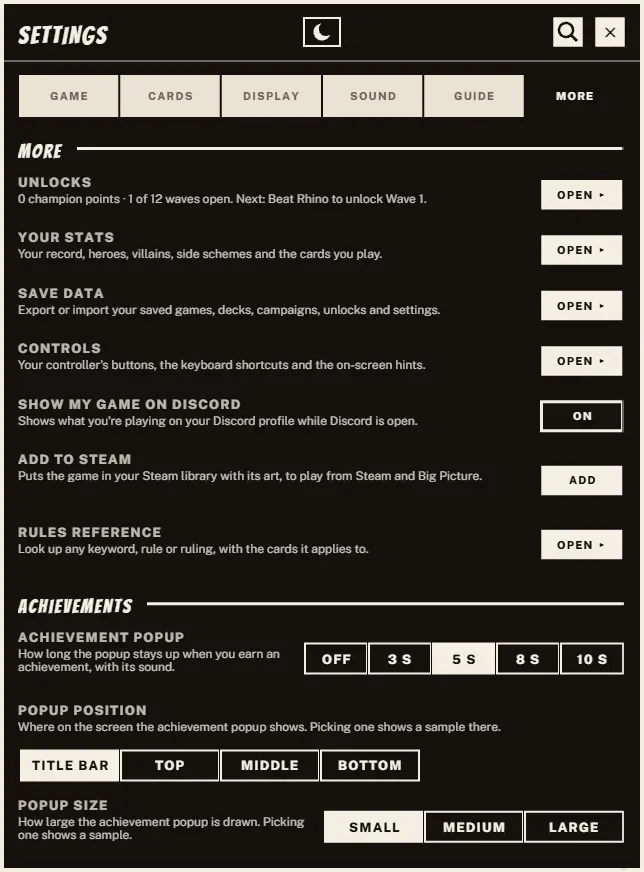 SETTINGS
GAME CARDS DISPLAY SOUND GUIDE MORE
MORE
UNLOCKS
0 champion points · 1 of 12 waves open. Next: Beat Rhino to unlock Wave 1.
OPEN ▸
YOUR STATS
Your record, heroes, villains, side schemes and the cards you play.
OPEN ▸
SAVE DATA
Export or import your saved games, decks, campaigns, unlocks and settings.
OPEN ▸
CONTROLS
Your controller's buttons, the keyboard shortcuts and the on-screen hints.
OPEN ▸
SHOW MY GAME ON DISCORD
Shows what you're playing on your Discord profile while Discord is open.
ON
ADD TO STEAM
Puts the game in your Steam library with its art, to play from Steam and Big Picture.
ADD
RULES REFERENCE
Look up any keyword, rule or ruling, with the cards it applies to.
OPEN ▸
ACHIEVEMENTS
ACHIEVEMENT POPUP
How long the popup stays up when you earn an
achievement, with its sound.
OFF 3 S 5 S 8 S 10 S
POPUP POSITION
Where on the screen the achievement popup shows. Picking one shows a sample there.
TITLE BAR TOP MIDDLE BOTTOM
POPUP SIZE
How large the achievement popup is drawn. Picking
one shows a sample.
SMALL MEDIUM LARGE